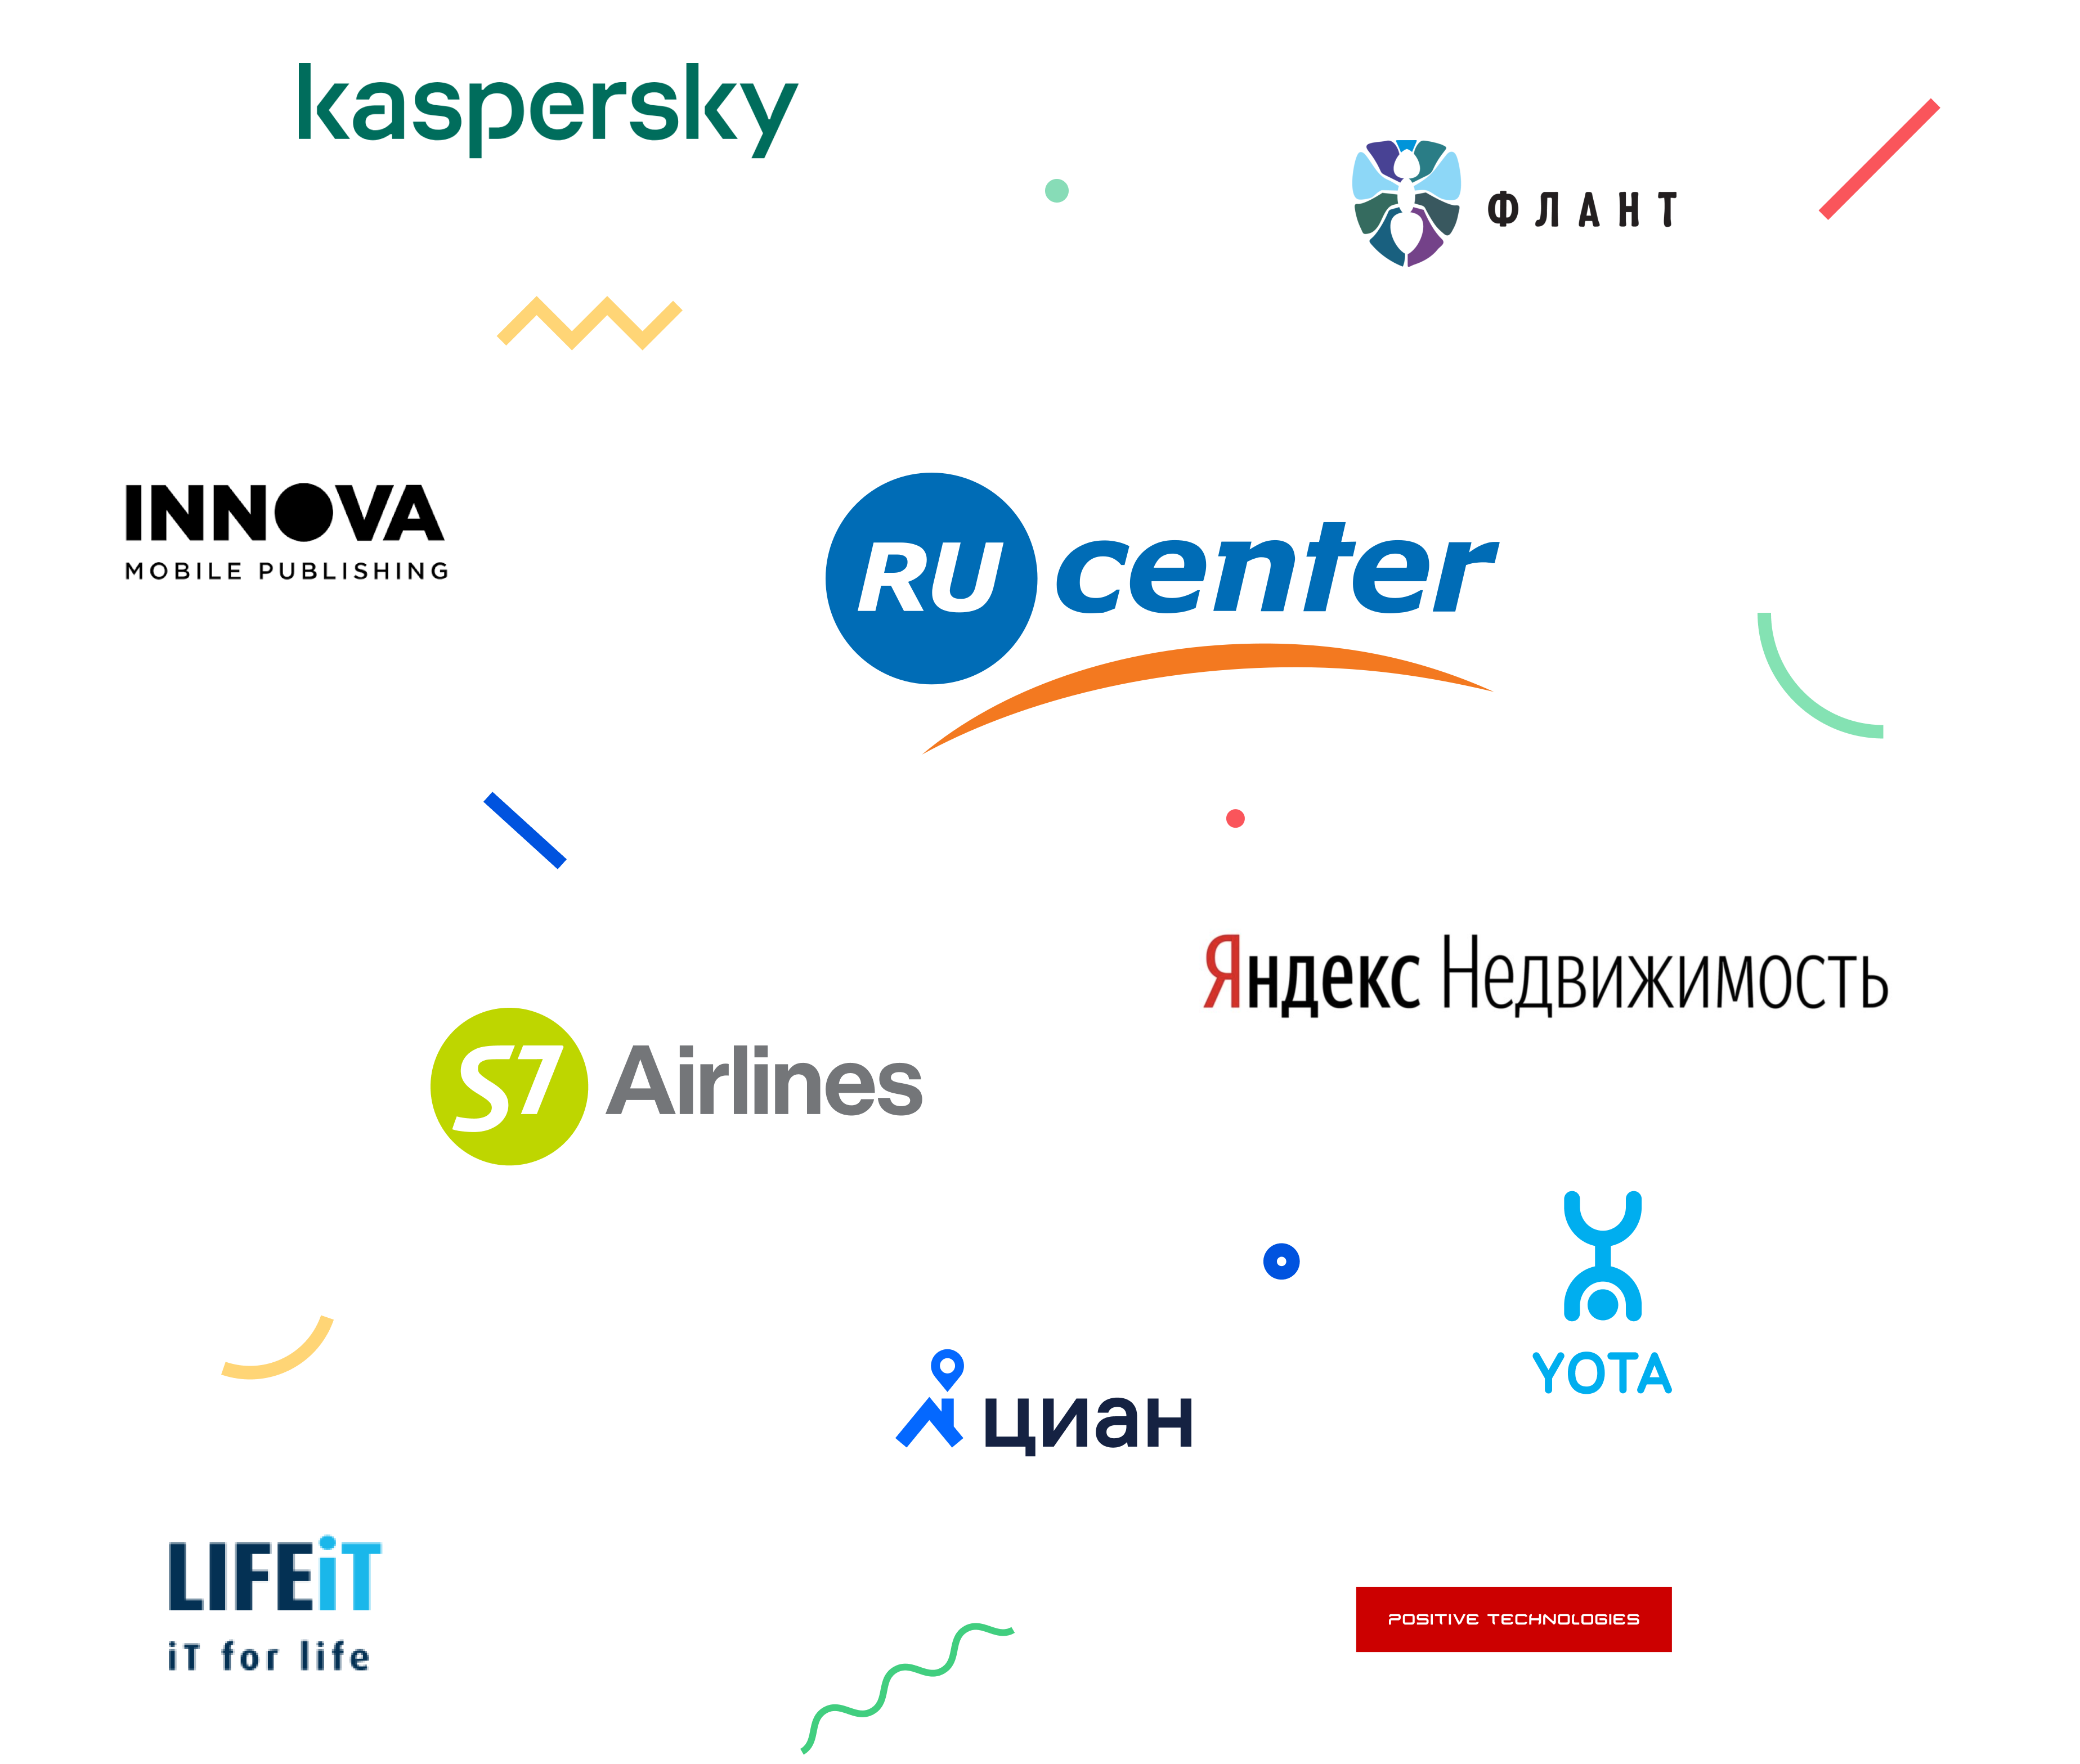 kaspersky
ФЛАНТ
INNOVA
MOBILE PUBLISHING
RU center
Яндекс Недвижимость
S7 Airlines
YOTA
циан
LIFEiT
iT for life
POSITIVE TECHNOLOGIES